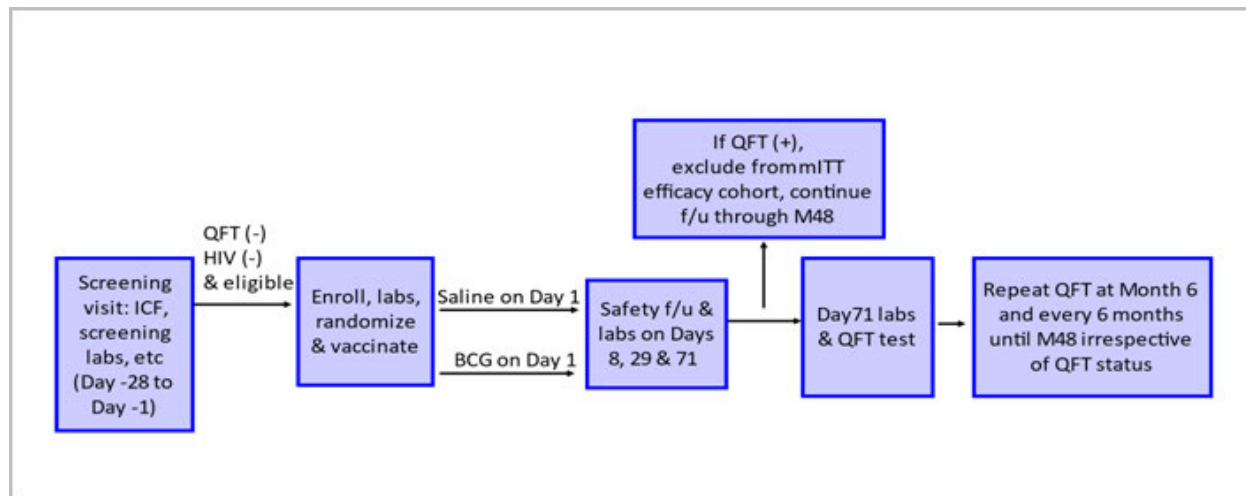 Screening
visit: ICF,
screening
labs, etc
(Day -28 to
Day -1)
QFT (-)
HIV (-)
& eligible
Enroll, labs,
randomize
& vaccinate
Saline on Day 1
BCG on Day 1
Safety f/u &
labs on Days
8, 29 & 71
If QFT (+),
exclude frommITT
efficacy cohort, continue
f/u through M48
Day71 labs
& QFT test
Repeat QFT at Month 6
and every 6 months
until M48 irrespective
of QFT status